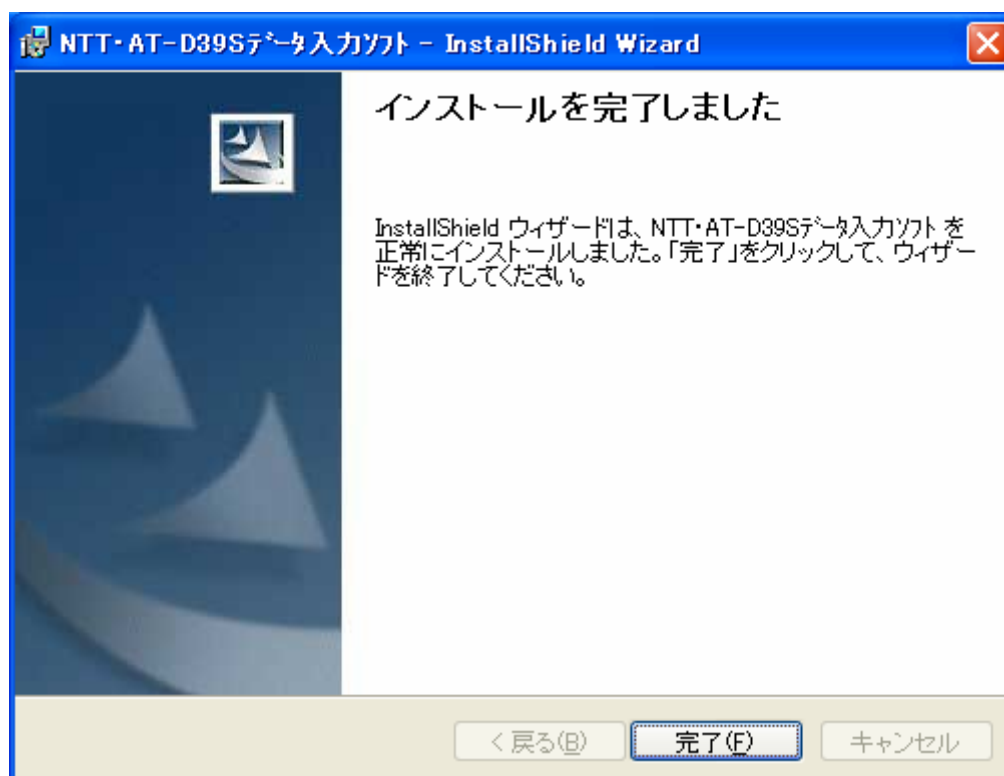 NTT・AT-D39Sﾃﾞｰﾀ入力ｿﾌﾄ - InstallShield Wizard
インストールを完了しました
InstallShield ウィザードは、NTT・AT-D39Sﾃﾞｰﾀ入力ｿﾌﾄ を
正常にインストールしました。「完了」をクリックして、ウィザー
ドを終了してください。
< 戻る(B) 完了(F) キャンセル